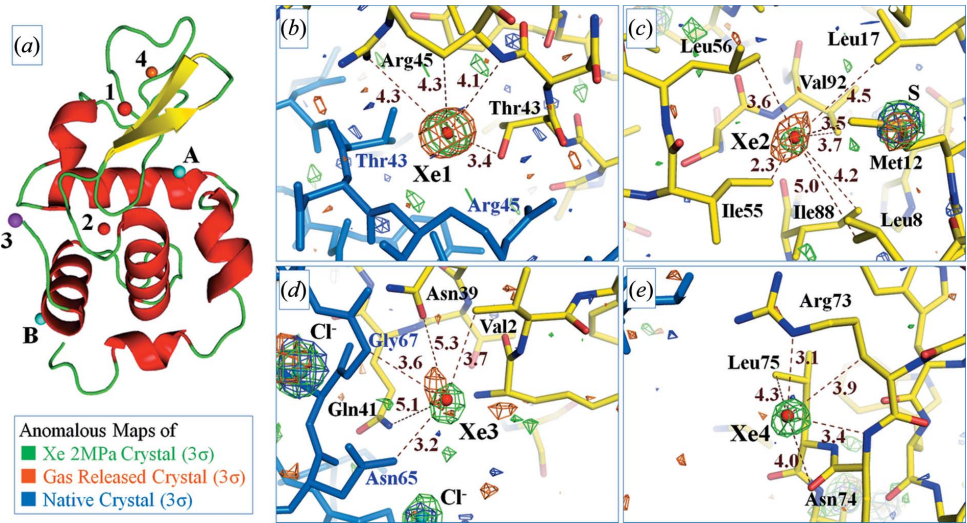 (a)
4
1
A
3
2
B
Anomalous Maps of
Xe 2MPa Crystal (3σ)
Gas Released Crystal (3σ)
Native Crystal (3σ)
(b)
Arg45
4.3
4.3
4.1
Thr43
3.4
Thr43
Xe1
Arg45
(c)
Leu56
Leu17
Val92
4.5
S
3.6
Xe2
3.5
3.7
Met12
2.3
5.0
4.2
Ile55
Ile88
Leu8
(d)
Asn39
Cl-
Gly67
Val2
5.3
3.6
3.7
Gln41
5.1
Xe3
3.2
Asn65
Cl-
(e)
Arg73
3.1
Leu75
4.3
3.9
Xe4
3.4
4.0
Asn74